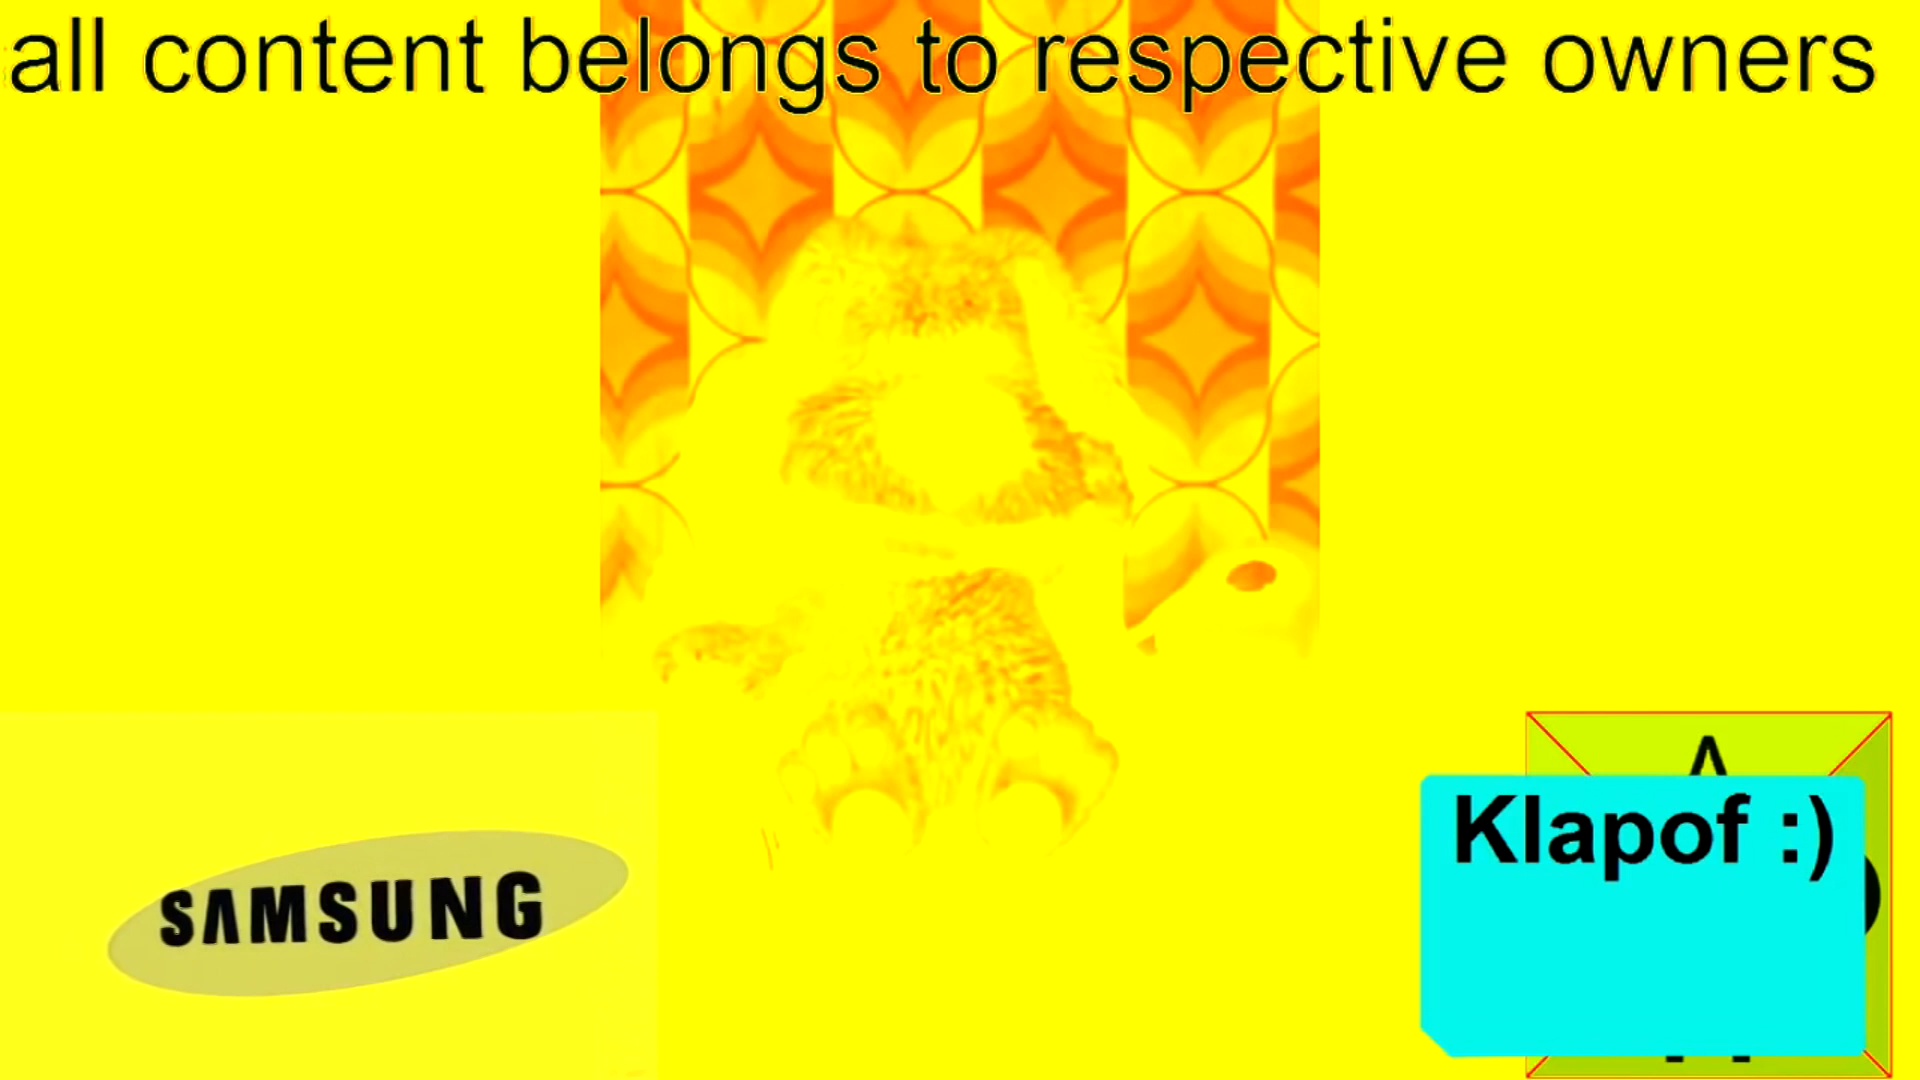 all content belongs to respective owners
SAMSUNG
Klapof :)